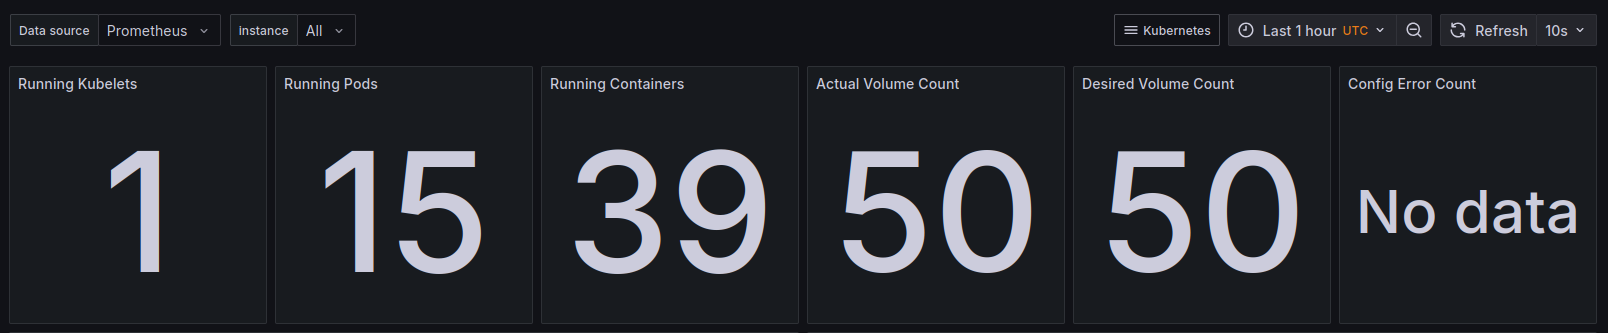 Data source Prometheus Instance All Kubernetes Last 1 hour UTC Refresh 10s
Running Kubelets
1
Running Pods
15
Running Containers
39
Actual Volume Count
50
Desired Volume Count
50
Config Error Count
No data